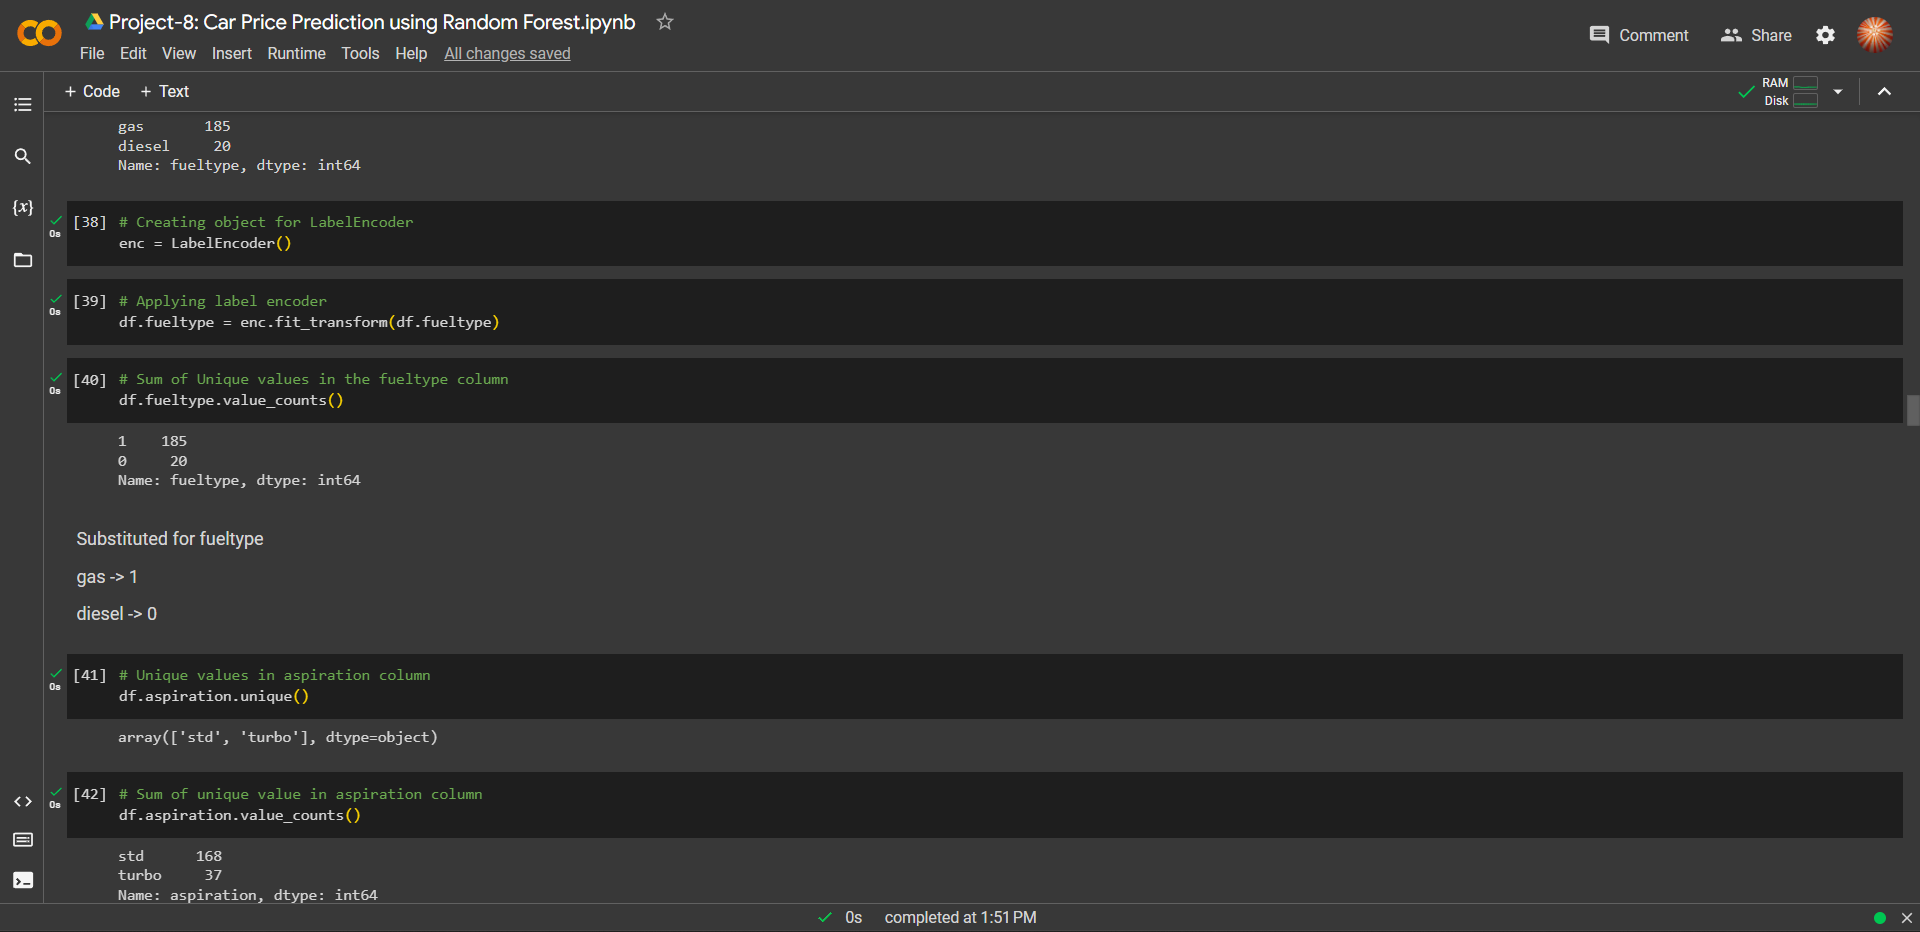 Project-8: Car Price Prediction using Random Forest.ipynb
File Edit View Insert Runtime Tools Help All changes saved
Comment Share
+ Code + Text
RAM
Disk
gas 185
diesel 20
Name: fueltype, dtype: int64
{x}
[38] # Creating object for LabelEncoder
0s
enc = LabelEncoder()
[39] # Applying label encoder
0s
df.fueltype = enc.fit_transform(df.fueltype)
[40] # Sum of Unique values in the fueltype column
0s
df.fueltype.value_counts()
1 185
0 20
Name: fueltype, dtype: int64
Substituted for fueltype
gas -> 1
diesel -> 0
[41] # Unique values in aspiration column
0s
df.aspiration.unique()
array(['std', 'turbo'], dtype=object)
[42] # Sum of unique value in aspiration column
0s
df.aspiration.value_counts()
std 168
turbo 37
Name: aspiration, dtype: int64
0s completed at 1:51 PM